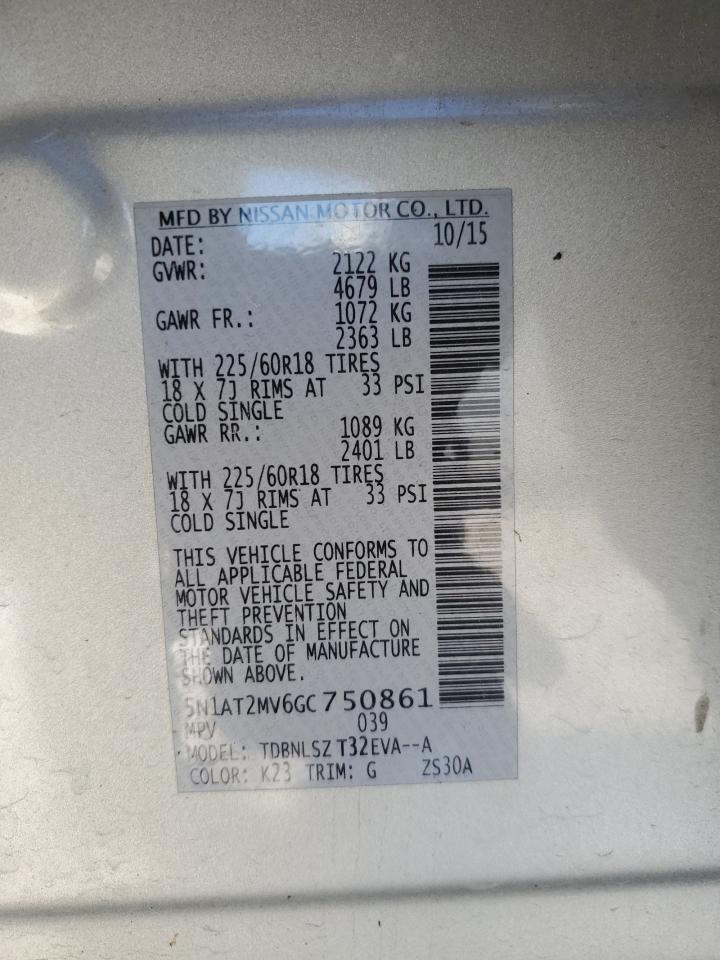 MFD BY NISSAN MOTOR CO., LTD.
DATE: 10/15
GVWR: 2122 KG
4679 LB
GAWR FR.: 1072 KG
2363 LB
WITH 225/60R18 TIRES
18 X 7J RIMS AT 33 PSI
COLD SINGLE
GAWR RR.: 1089 KG
2401 LB
WITH 225/60R18 TIRES
18 X 7J RIMS AT 33 PSI
COLD SINGLE
THIS VEHICLE CONFORMS TO
ALL APPLICABLE FEDERAL
MOTOR VEHICLE SAFETY AND
THEFT PREVENTION
STANDARDS IN EFFECT ON
THE DATE OF MANUFACTURE
SHOWN ABOVE.
5N1AT2MV6GC750861
MPV 039
MODEL: TDBNLSZ T32EVA--A
COLOR: K23 TRIM: G ZS30A